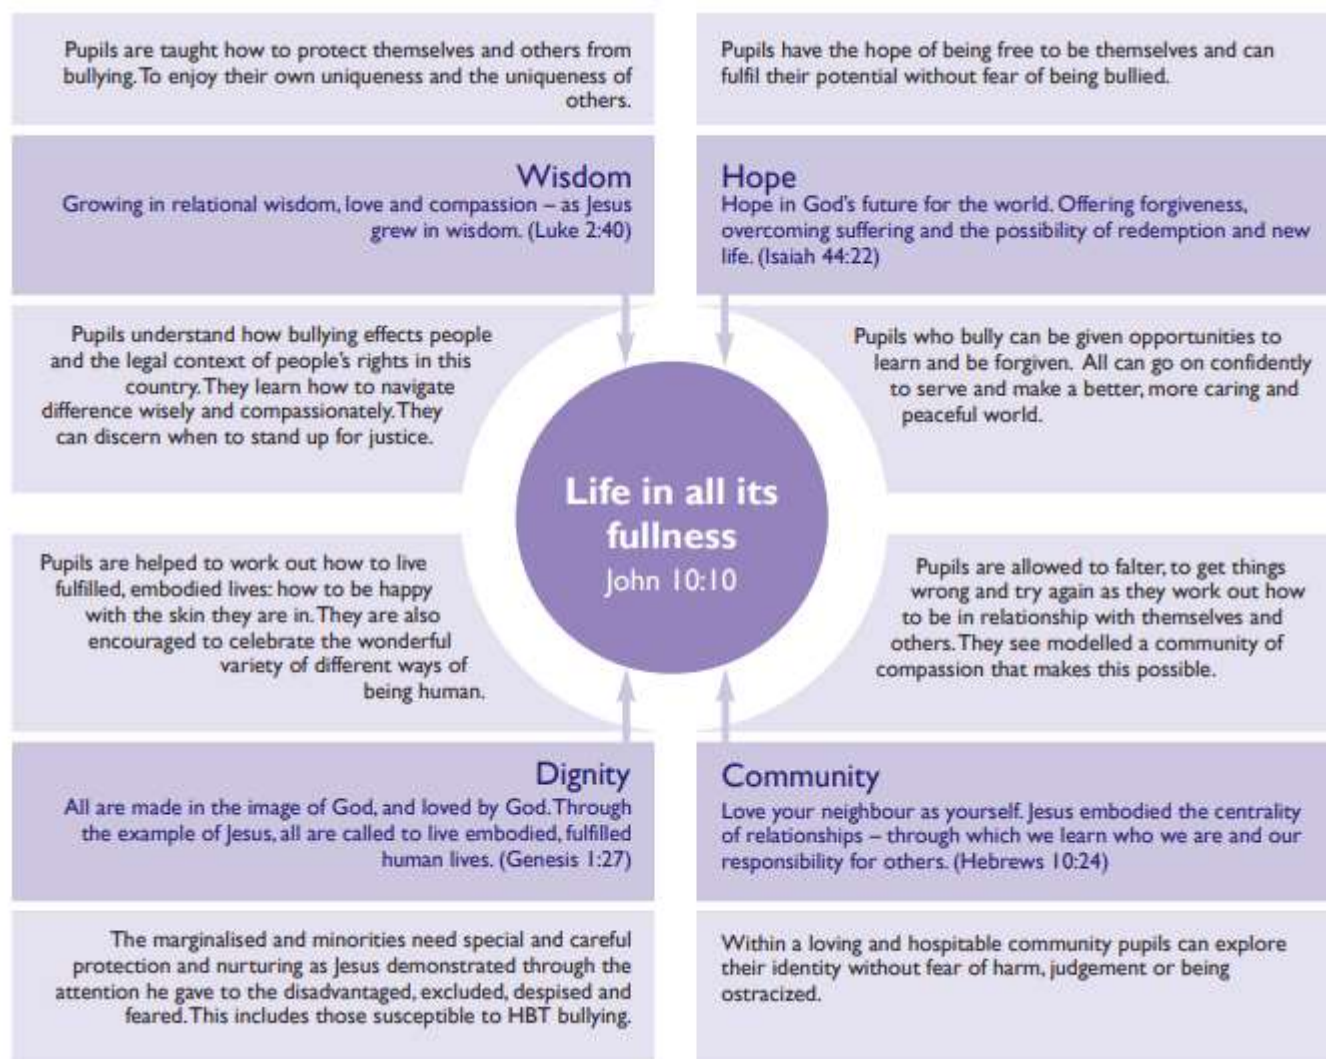 Pupils are taught how to protect themselves and others from
bullying. To enjoy their own uniqueness and the uniqueness of
others.
Wisdom
Growing in relational wisdom, love and compassion – as Jesus
grew in wisdom. (Luke 2:40)
Pupils understand how bullying effects people
and the legal context of people's rights in this
country. They learn how to navigate
difference wisely and compassionately. They
can discern when to stand up for justice.
Pupils have the hope of being free to be themselves and can
fulfil their potential without fear of being bullied.
Hope
Hope in God's future for the world. Offering forgiveness,
overcoming suffering and the possibility of redemption and new
life. (Isaiah 44:22)
Pupils who bully can be given opportunities to
learn and be forgiven. All can go on confidently
to serve and make a better, more caring and
peaceful world.
Life in all its
fullness
John 10:10
Pupils are helped to work out how to live
fulfilled, embodied lives: how to be happy
with the skin they are in. They are also
encouraged to celebrate the wonderful
variety of different ways of
being human.
Dignity
All are made in the image of God, and loved by God. Through
the example of Jesus, all are called to live embodied, fulfilled
human lives. (Genesis 1:27)
The marginalised and minorities need special and careful
protection and nurturing as Jesus demonstrated through the
attention he gave to the disadvantaged, excluded, despised and
feared. This includes those susceptible to HBT bullying.
Pupils are allowed to falter, to get things
wrong and try again as they work out how
to be in relationship with themselves and
others. They see modelled a community of
compassion that makes this possible.
Community
Love your neighbour as yourself. Jesus embodied the centrality
of relationships – through which we learn who we are and our
responsibility for others. (Hebrews 10:24)
Within a loving and hospitable community pupils can explore
their identity without fear of harm, judgement or being
ostracized.